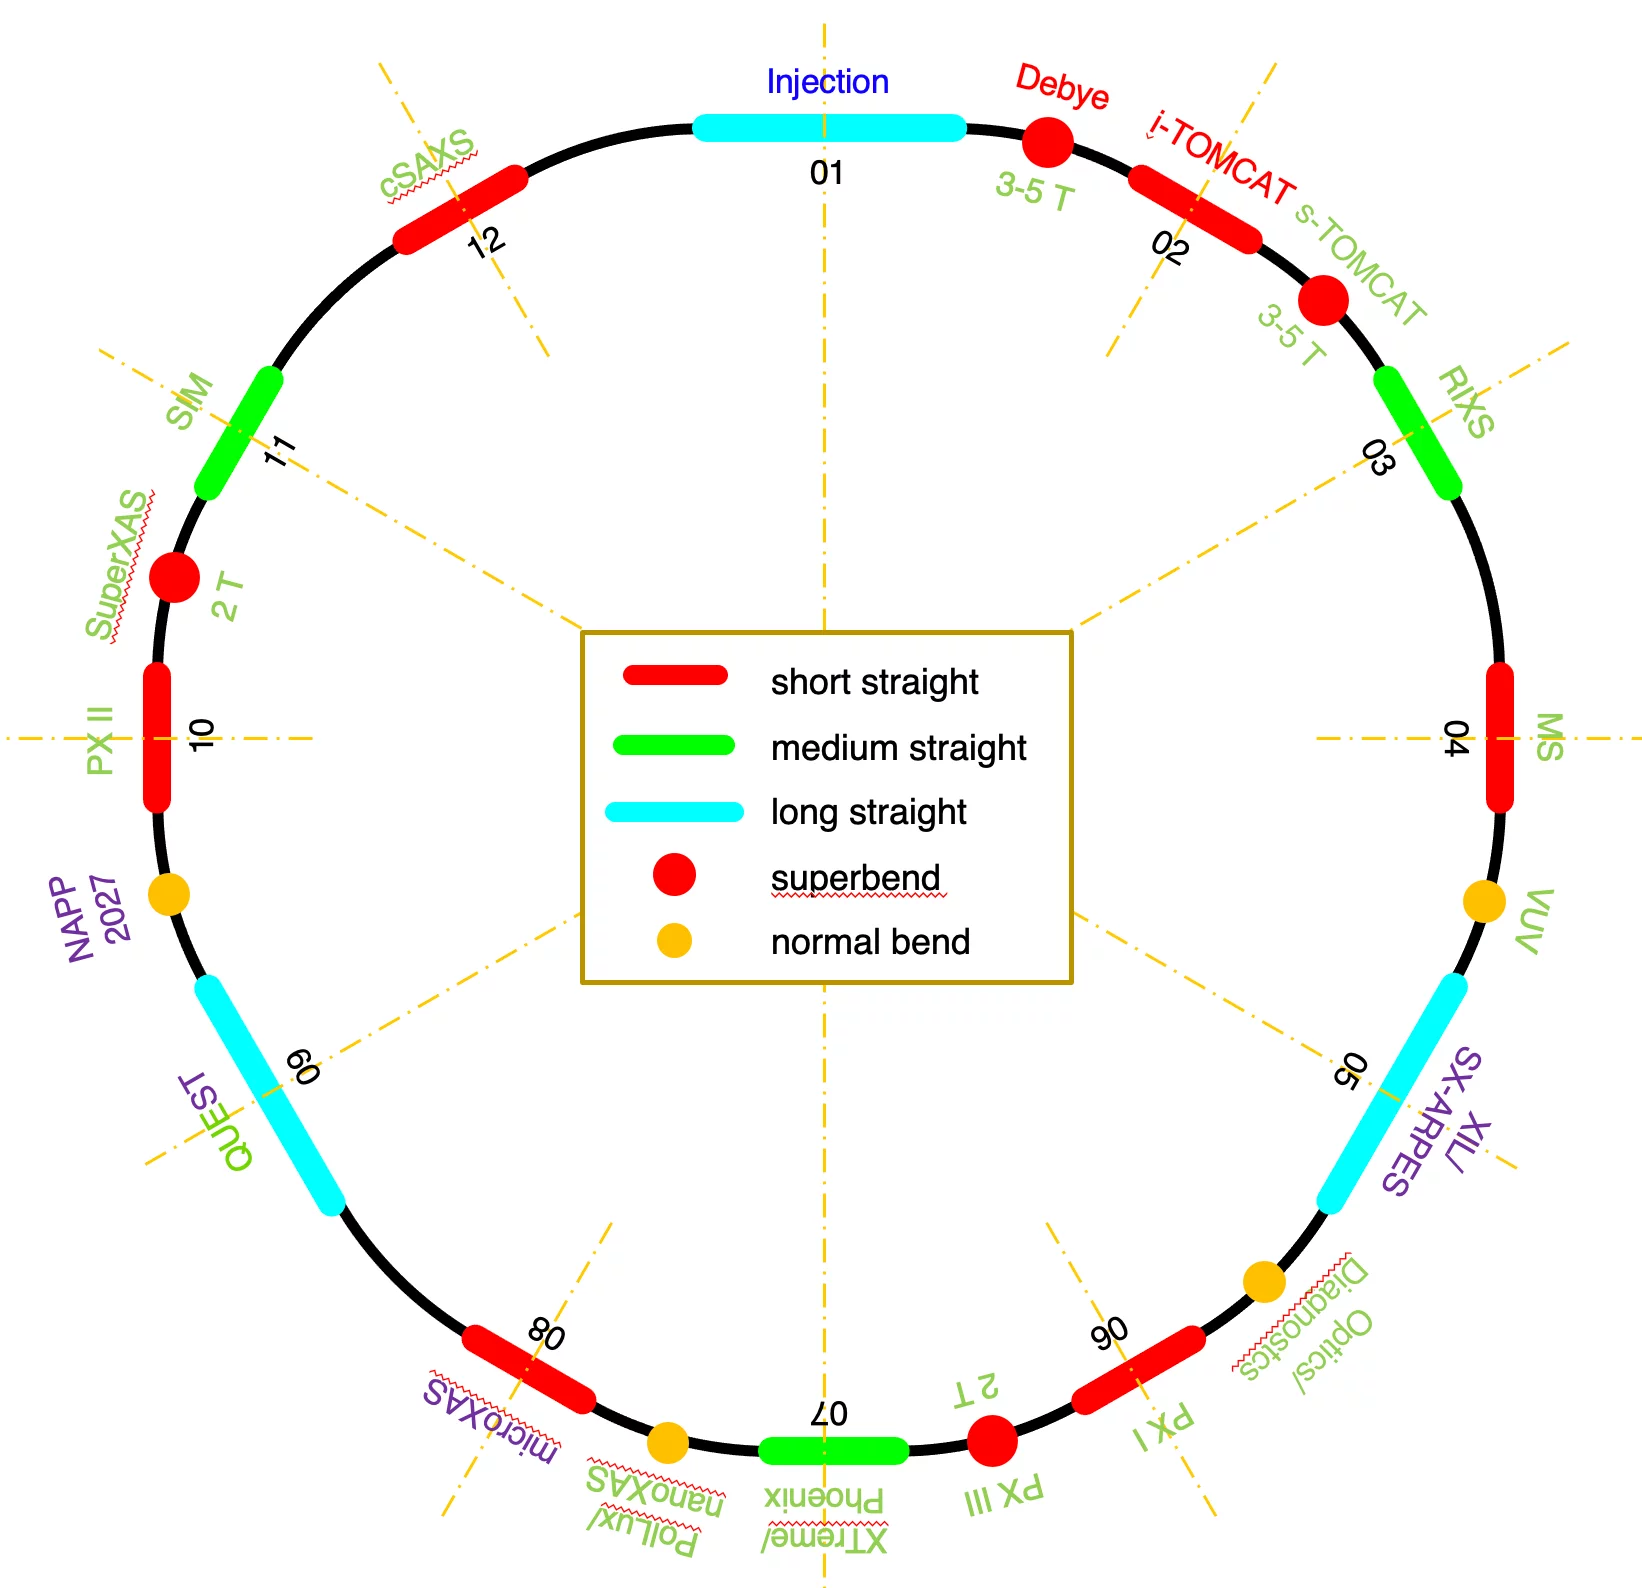 Injection
01
Debye
3-5 T
i-TOMCAT
02
s-TOMCAT
3-5 T
RIXS
03
MS
04
VUV
05
SX-ARPES
XIL/
Diagnostcs
Optics/
06
PX I
2 T
PX III
07
Phoenix
XTreme/
nanoXAS
PolLux/
08
microXAS
09
QUEST
NAPP
2027
10
PX II
SuperXAS
2 T
SIM
11
cSAXS
12
short straight
medium straight
long straight
superbend
normal bend